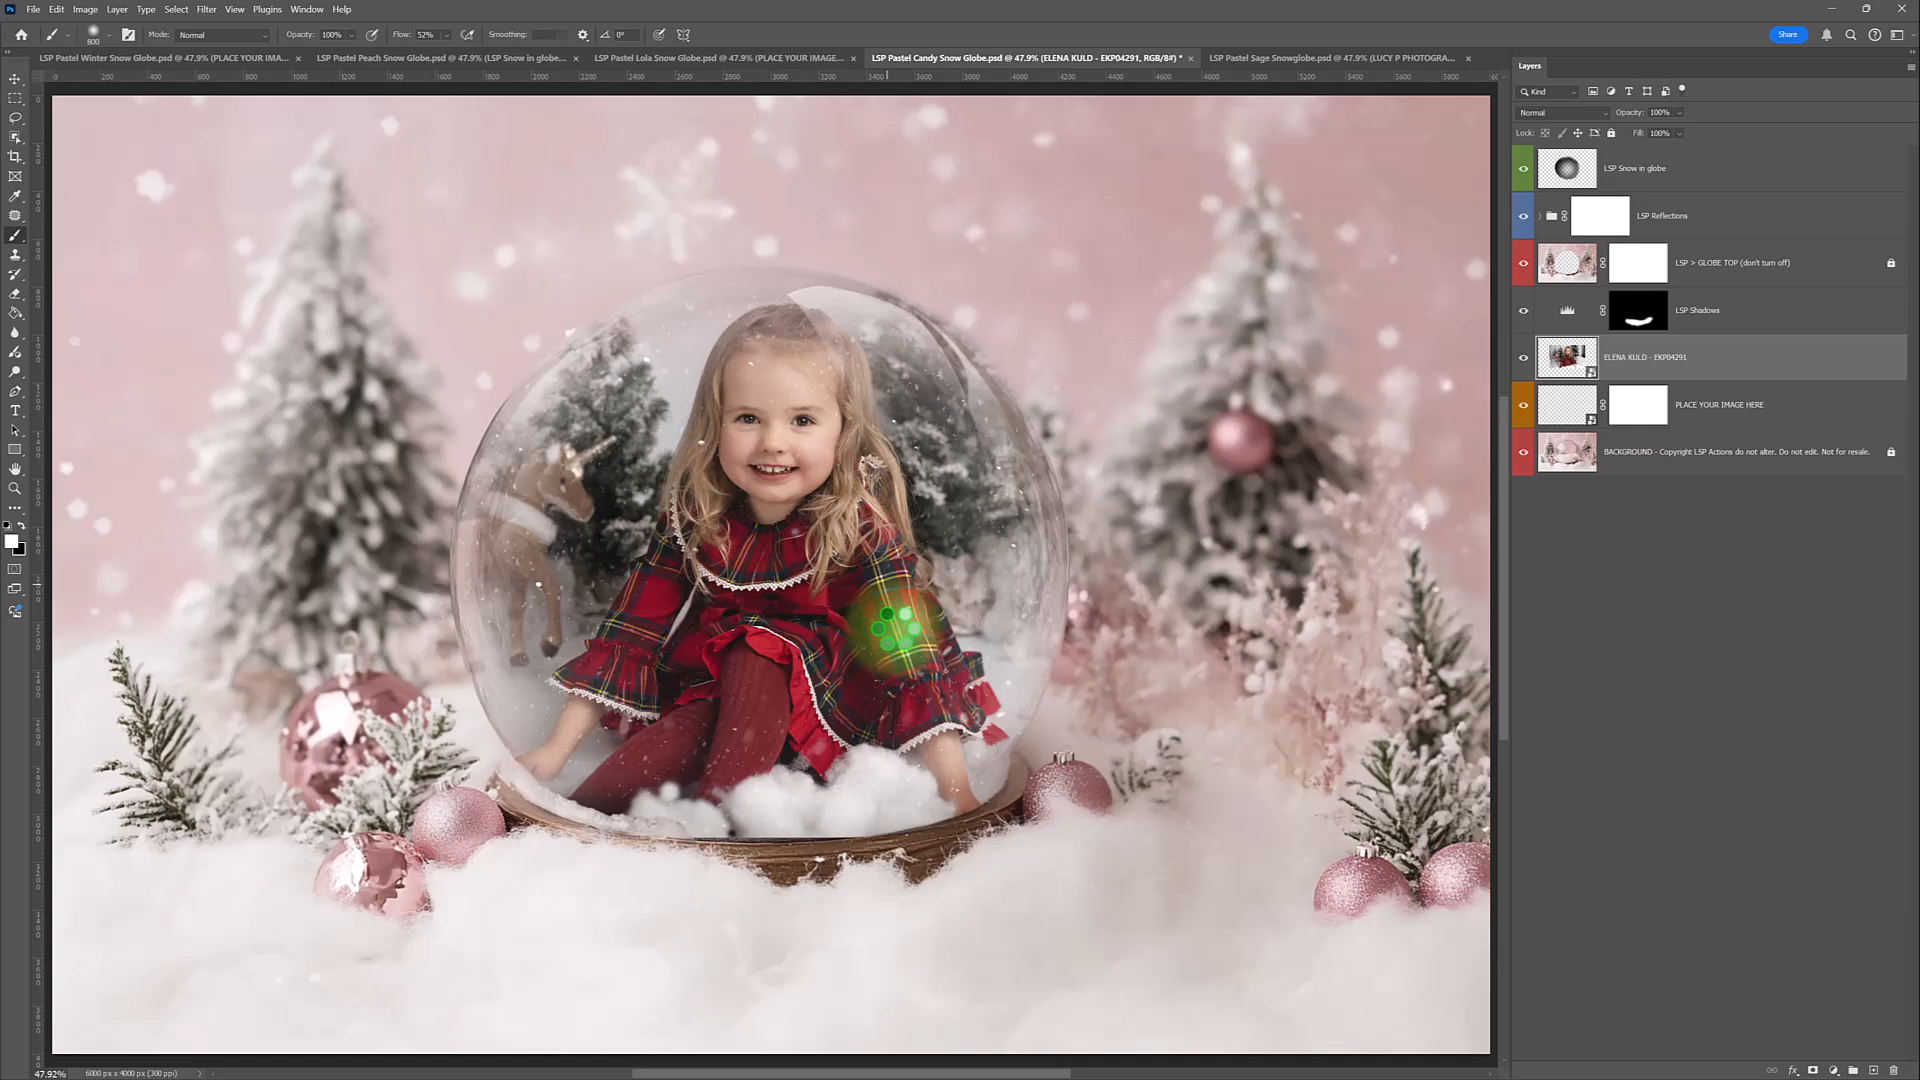 File Edit Image Layer Type Select Filter View Plugins Window Help
800 Mode: Normal Opacity: 100% Flow: 52% Smoothing: 0° Share
LSP Pastel Winter Snow Globe.psd @ 47.9% (PLACE YOUR IMA... × LSP Pastel Peach Snow Globe.psd @ 47.9% (LSP Snow in globe... × LSP Pastel Lola Snow Globe.psd @ 47.9% (PLACE YOUR IMAGE... × LSP Pastel Candy Snow Globe.psd @ 47.9% (ELENA KULD - EKP04291, RGB/8#) * × LSP Pastel Sage Snowglobe.psd @ 47.9% (LUCY P PHOTOGRA... ×
Layers
Kind
Normal Opacity: 100%
Lock: Fill: 100%
LSP Snow in globe
LSP Reflections
LSP > GLOBE TOP (don't turn off)
LSP Shadows
ELENA KULD - EKP04291
PLACE YOUR IMAGE HERE
BACKGROUND - Copyright LSP Actions do not alter. Do not edit. Not for resale.
47.92% 6000 px x 4000 px (300 ppi)